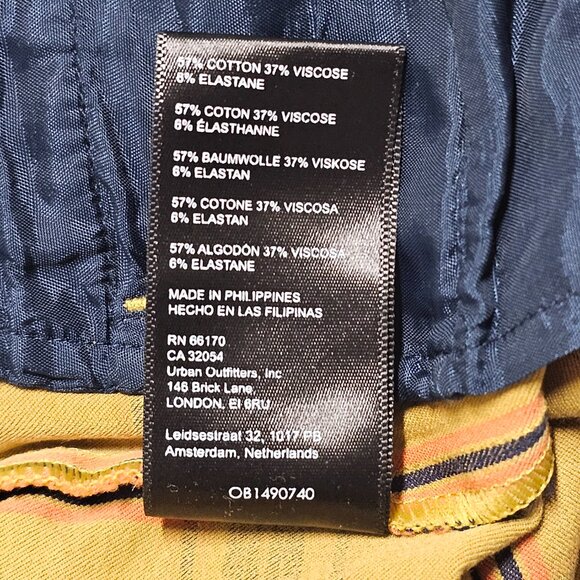 57% COTTON 37% VISCOSE
6% ELASTANE
57% COTON 37% VISCOSE
6% ÉLASTHANNE
57% BAUMWOLLE 37% VISKOSE
6% ELASTAN
57% COTONE 37% VISCOSA
6% ELASTAN
57% ALGODÓN 37% VISCOSA
6% ELASTANE
MADE IN PHILIPPINES
HECHO EN LAS FILIPINAS
RN 66170
CA 32054
Urban Outfitters, Inc
146 Brick Lane,
LONDON, EI 6RU
Leidsestraat 32, 1017 PB
Amsterdam, Netherlands
OB1490740